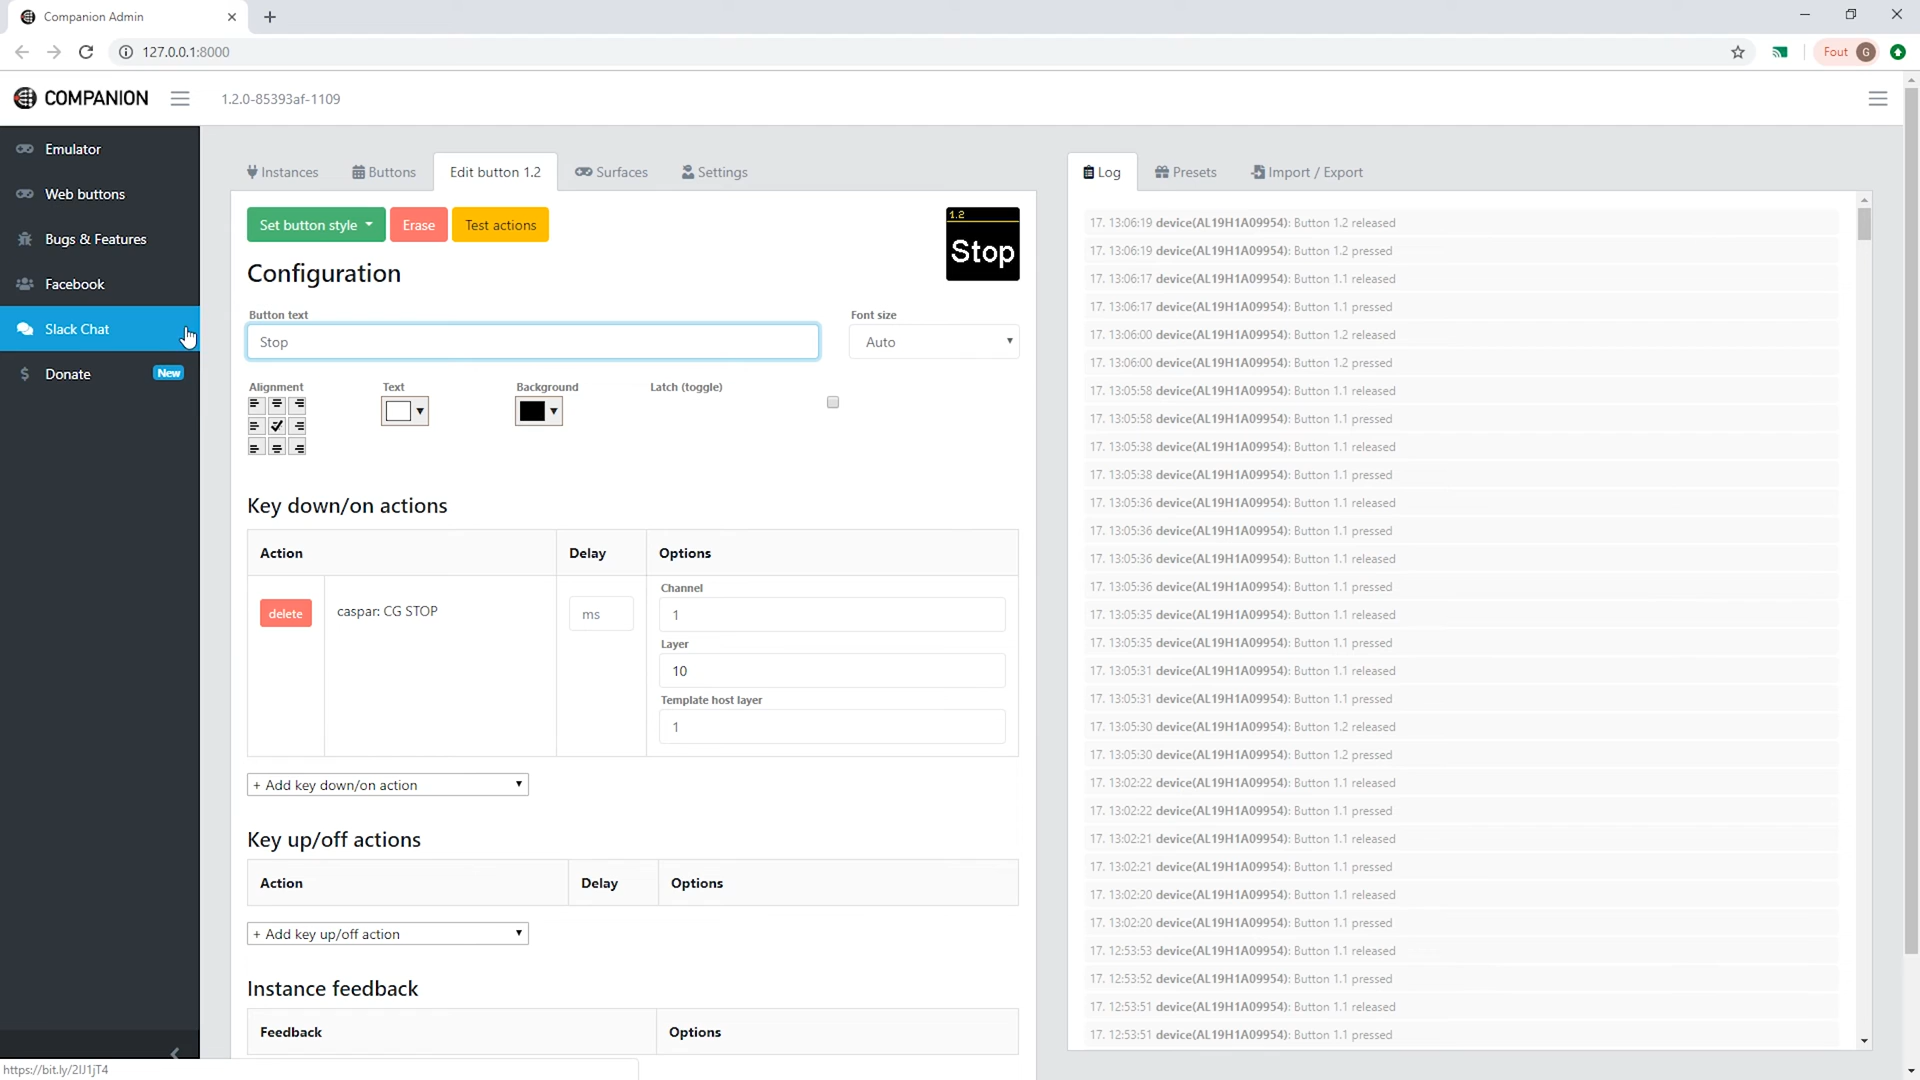 Companion Admin
127.0.0.1:8000
Fout G
COMPANION
1.2.0-85393af-1109
Emulator
Web buttons
Bugs & Features
Facebook
Slack Chat
Donate New
Instances Buttons Edit button 1.2 Surfaces Settings
Set button style Erase Test actions
1.2
Stop
Configuration
Button text Font size
Stop Auto
Alignment Text Background Latch (toggle)
Key down/on actions
Action Delay Options
delete caspar: CG STOP ms
Channel
1
Layer
10
Template host layer
1
+ Add key down/on action
Key up/off actions
Action Delay Options
+ Add key up/off action
Instance feedback
Feedback Options
Log Presets Import / Export
17. 13:06:19 device(AL19H1A09954): Button 1.2 released
17. 13:06:19 device(AL19H1A09954): Button 1.2 pressed
17. 13:06:17 device(AL19H1A09954): Button 1.1 released
17. 13:06:17 device(AL19H1A09954): Button 1.1 pressed
17. 13:06:00 device(AL19H1A09954): Button 1.2 released
17. 13:06:00 device(AL19H1A09954): Button 1.2 pressed
17. 13:05:58 device(AL19H1A09954): Button 1.1 released
17. 13:05:58 device(AL19H1A09954): Button 1.1 pressed
17. 13:05:38 device(AL19H1A09954): Button 1.1 released
17. 13:05:38 device(AL19H1A09954): Button 1.1 pressed
17. 13:05:36 device(AL19H1A09954): Button 1.1 released
17. 13:05:36 device(AL19H1A09954): Button 1.1 pressed
17. 13:05:36 device(AL19H1A09954): Button 1.1 released
17. 13:05:36 device(AL19H1A09954): Button 1.1 pressed
17. 13:05:35 device(AL19H1A09954): Button 1.1 released
17. 13:05:35 device(AL19H1A09954): Button 1.1 pressed
17. 13:05:31 device(AL19H1A09954): Button 1.1 released
17. 13:05:31 device(AL19H1A09954): Button 1.1 pressed
17. 13:05:30 device(AL19H1A09954): Button 1.2 released
17. 13:05:30 device(AL19H1A09954): Button 1.2 pressed
17. 13:02:22 device(AL19H1A09954): Button 1.1 released
17. 13:02:22 device(AL19H1A09954): Button 1.1 pressed
17. 13:02:21 device(AL19H1A09954): Button 1.1 released
17. 13:02:21 device(AL19H1A09954): Button 1.1 pressed
17. 13:02:20 device(AL19H1A09954): Button 1.1 released
17. 13:02:20 device(AL19H1A09954): Button 1.1 pressed
17. 12:53:53 device(AL19H1A09954): Button 1.1 released
17. 12:53:52 device(AL19H1A09954): Button 1.1 pressed
17. 12:53:51 device(AL19H1A09954): Button 1.1 released
17. 12:53:51 device(AL19H1A09954): Button 1.1 pressed